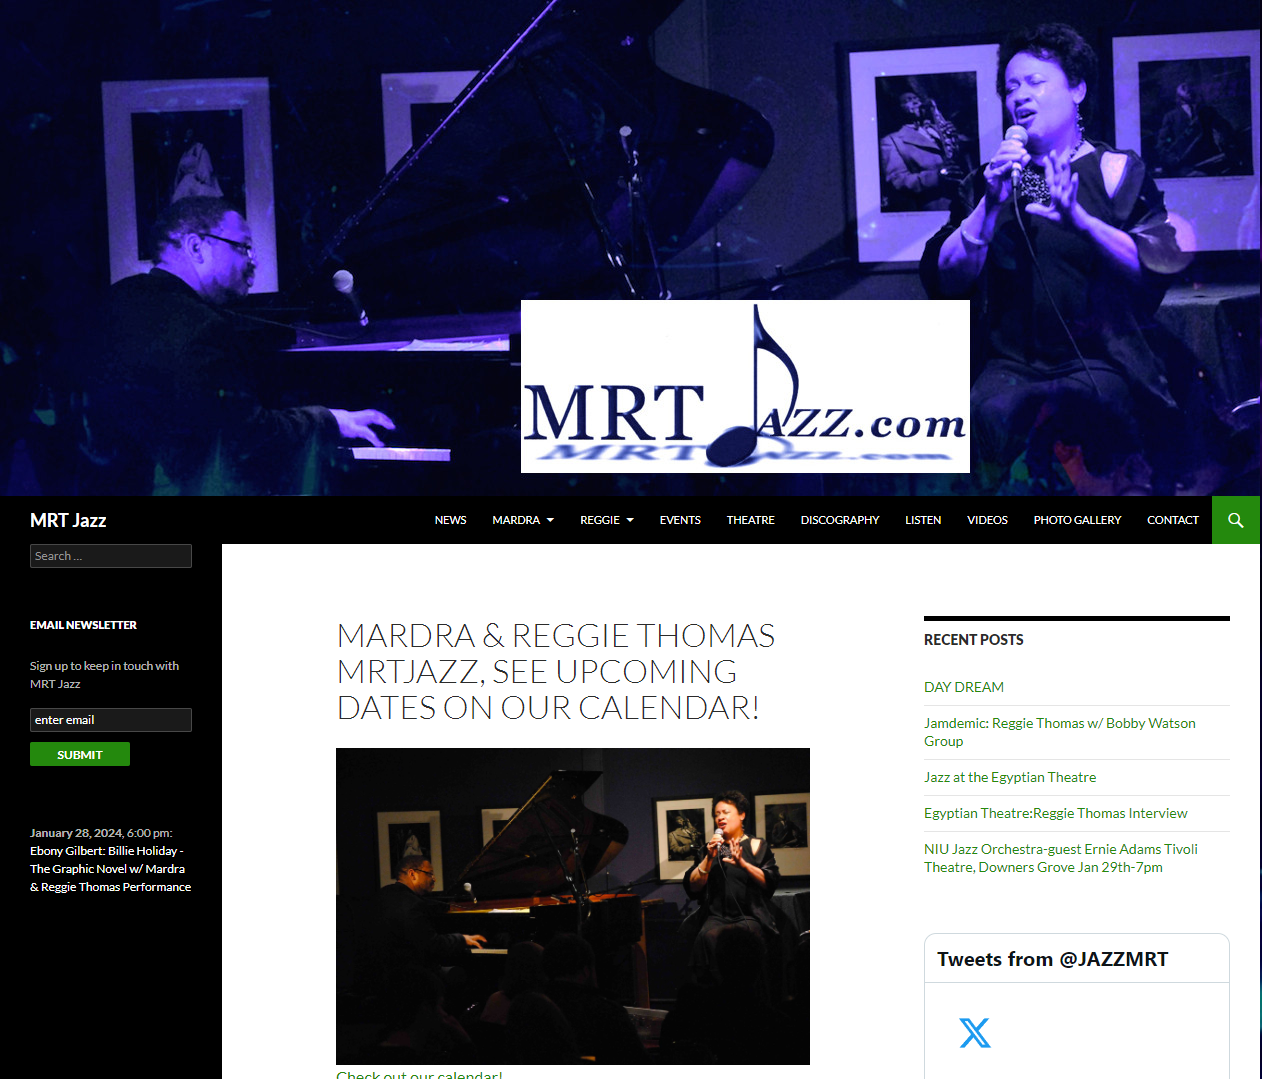 MRT JAZZ.com
MRT Jazz
NEWS
MARDRA
REGGIE
EVENTS
THEATRE
DISCOGRAPHY
LISTEN
VIDEOS
PHOTO GALLERY
CONTACT
Search ...
EMAIL NEWSLETTER
Sign up to keep in touch with
MRT Jazz
enter email
SUBMIT
January 28, 2024, 6:00 pm:
Ebony Gilbert: Billie Holiday -
The Graphic Novel w/ Mardra
& Reggie Thomas Performance
MARDRA & REGGIE THOMAS
MRTJAZZ, SEE UPCOMING
DATES ON OUR CALENDAR!
Check out our calendar!
RECENT POSTS
DAY DREAM
Jamdemic: Reggie Thomas w/ Bobby Watson
Group
Jazz at the Egyptian Theatre
Egyptian Theatre:Reggie Thomas Interview
NIU Jazz Orchestra-guest Ernie Adams Tivoli
Theatre, Downers Grove Jan 29th-7pm
Tweets from @JAZZMRT